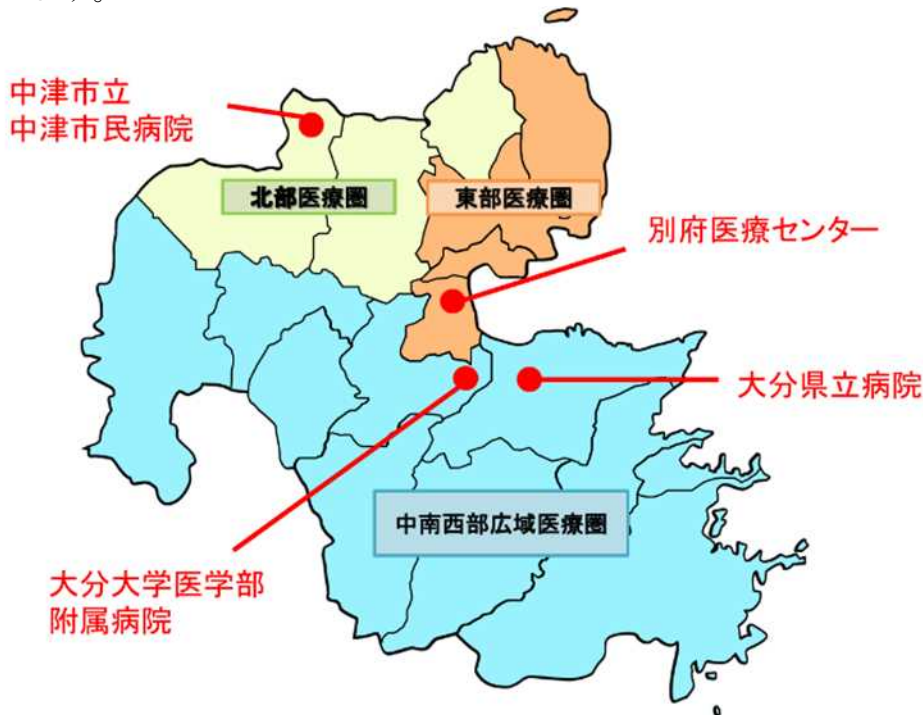 中津市立
中津市民病院
北部医療圏
東部医療圏
別府医療センター
大分県立病院
中南西部広域医療圏
大分大学医学部
附属病院